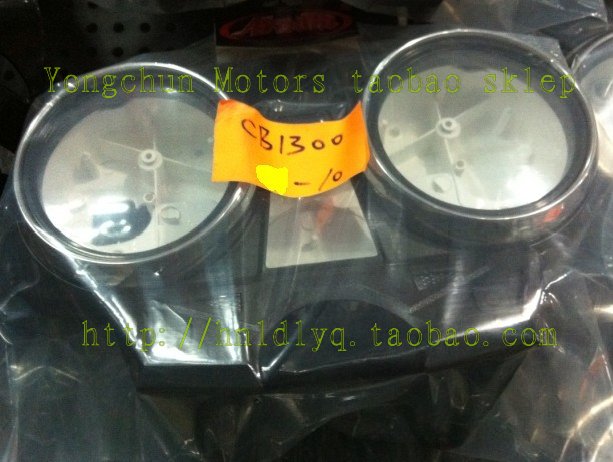 Yongchun Motors taobao sklep
CB1300
-10
http://hnldlyq.taobao.com